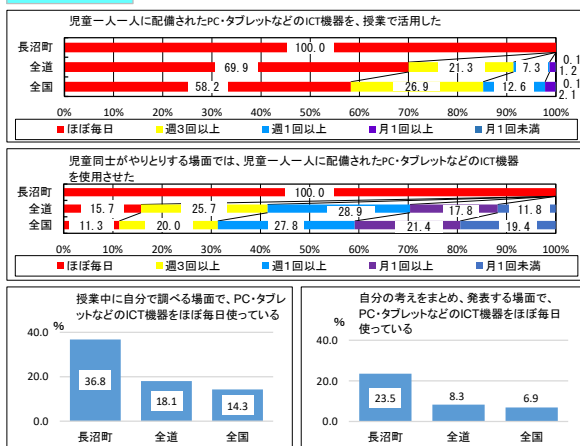 児童一人一人に配備されたPC・タブレットなどのICT機器を、授業で活用した
長沼町 100.0
全道 69.9 21.3 7.3 0.1 1.2
全国 58.2 26.9 12.6 0.1 2.1
0% 10% 20% 30% 40% 50% 60% 70% 80% 90% 100%
ほぼ毎日 週3回以上 週1回以上 月1回以上 月1回未満
児童同士がやりとりする場面では、児童一人一人に配備されたPC・タブレットなどのICT機器
を使用させた
長沼町 100.0
全道 15.7 25.7 28.9 17.8 11.8
全国 11.3 20.0 27.8 21.4 19.4
0% 10% 20% 30% 40% 50% 60% 70% 80% 90% 100%
ほぼ毎日 週3回以上 週1回以上 月1回以上 月1回未満
授業中に自分で調べる場面で、PC・タブレ
ットなどのICT機器をほぼ毎日使っている
%
40.0
20.0
0.0
36.8 18.1 14.3
長沼町 全道 全国
自分の考えをまとめ、発表する場面で、
PC・タブレットなどのICT機器をほぼ毎日
使っている
%
40.0
20.0
0.0
23.5 8.3 6.9
長沼町 全道 全国